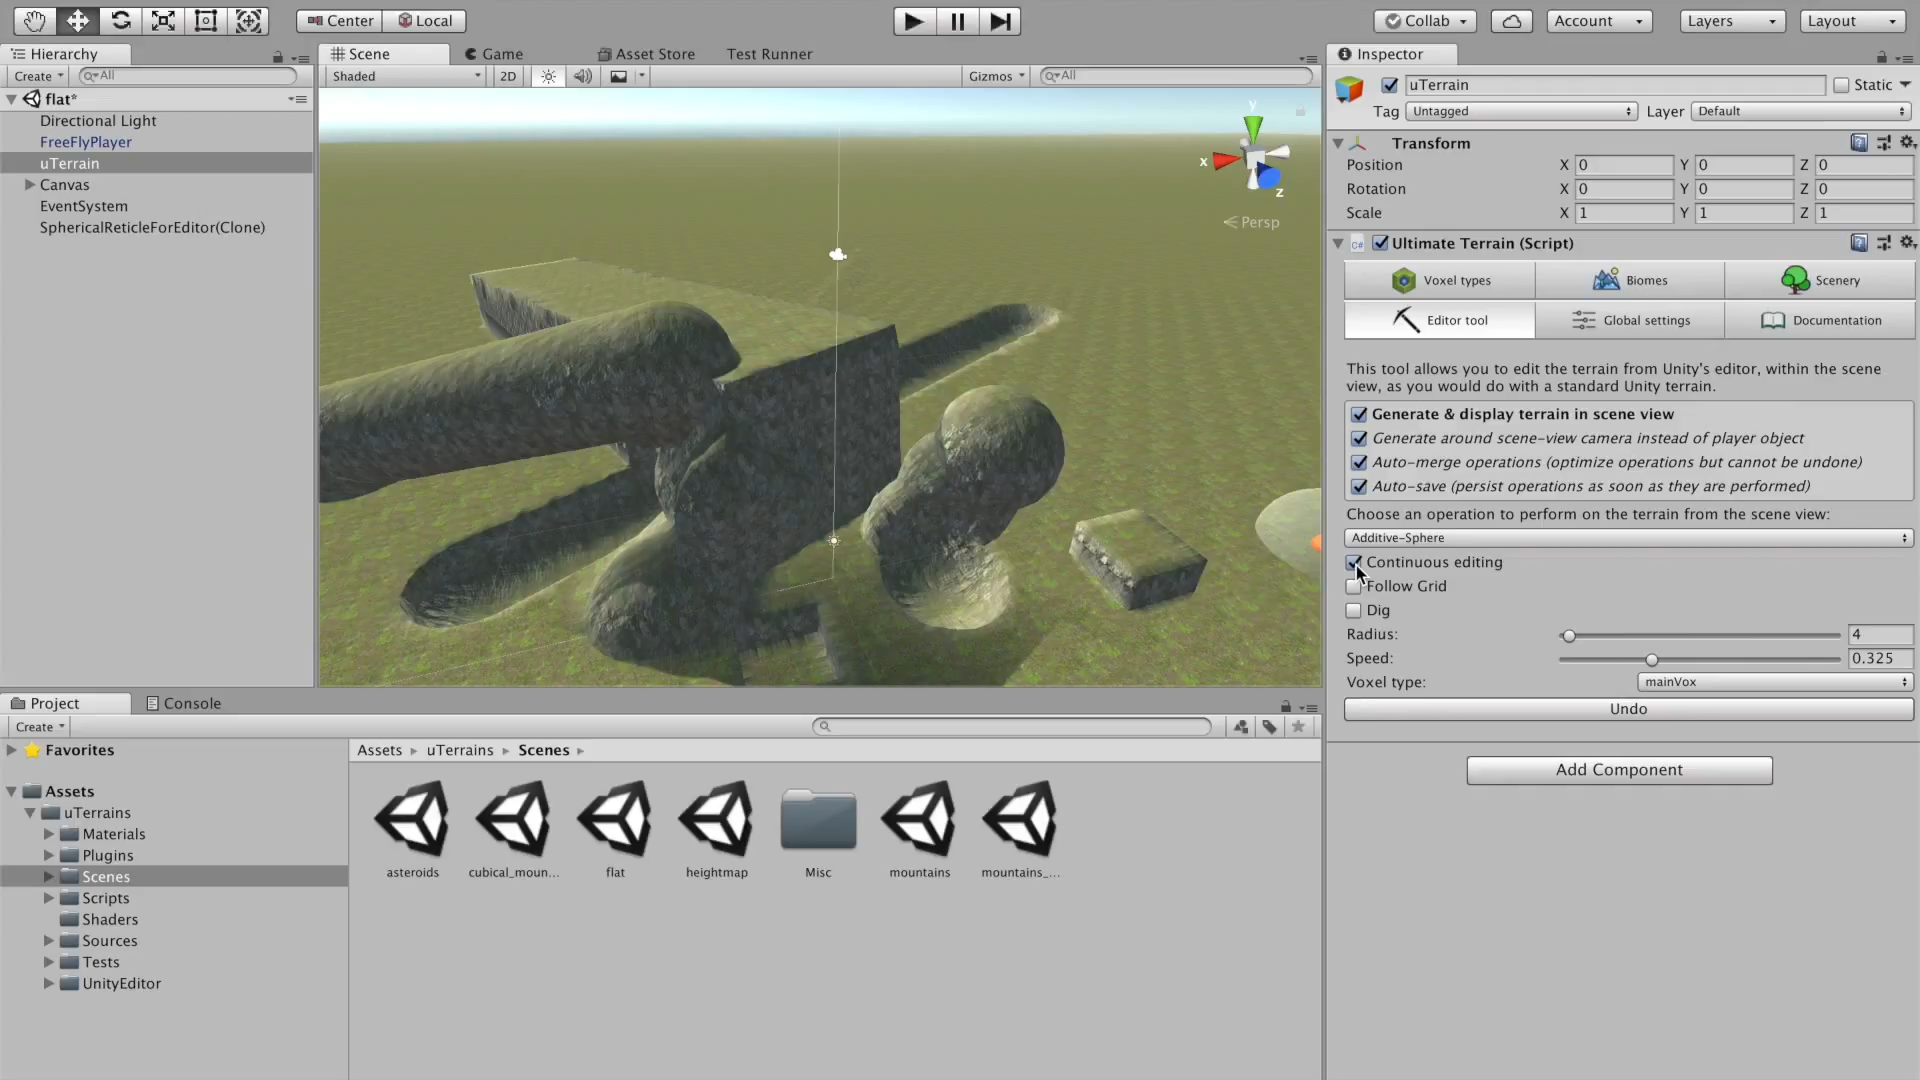 Center
Local
Collab
Account
Layers
Layout
Hierarchy
Create
All
flat*
Directional Light
FreeFlyPlayer
uTerrain
Canvas
EventSystem
SphericalReticleForEditor(Clone)
Scene
Game
Asset Store
Test Runner
Shaded
2D
Gizmos
All
y
x
z
Persp
Inspector
uTerrain
Static
Tag
Untagged
Layer
Default
Transform
Position X 0 Y 0 Z 0
Rotation X 0 Y 0 Z 0
Scale X 1 Y 1 Z 1
C#
Ultimate Terrain (Script)
Voxel types
Biomes
Scenery
Editor tool
Global settings
Documentation
This tool allows you to edit the terrain from Unity's editor, within the scene
view, as you would do with a standard Unity terrain.
Generate & display terrain in scene view
Generate around scene-view camera instead of player object
Auto-merge operations (optimize operations but cannot be undone)
Auto-save (persist operations as soon as they are performed)
Choose an operation to perform on the terrain from the scene view:
Additive-Sphere
Continuous editing
Follow Grid
Dig
Radius: 4
Speed: 0.325
Voxel type: mainVox
Undo
Add Component
Project
Console
Create
Favorites
Assets
uTerrains
Materials
Plugins
Scenes
Scripts
Shaders
Sources
Tests
UnityEditor
Assets uTerrains Scenes
asteroids
cubical_moun...
flat
heightmap
Misc
mountains
mountains_...